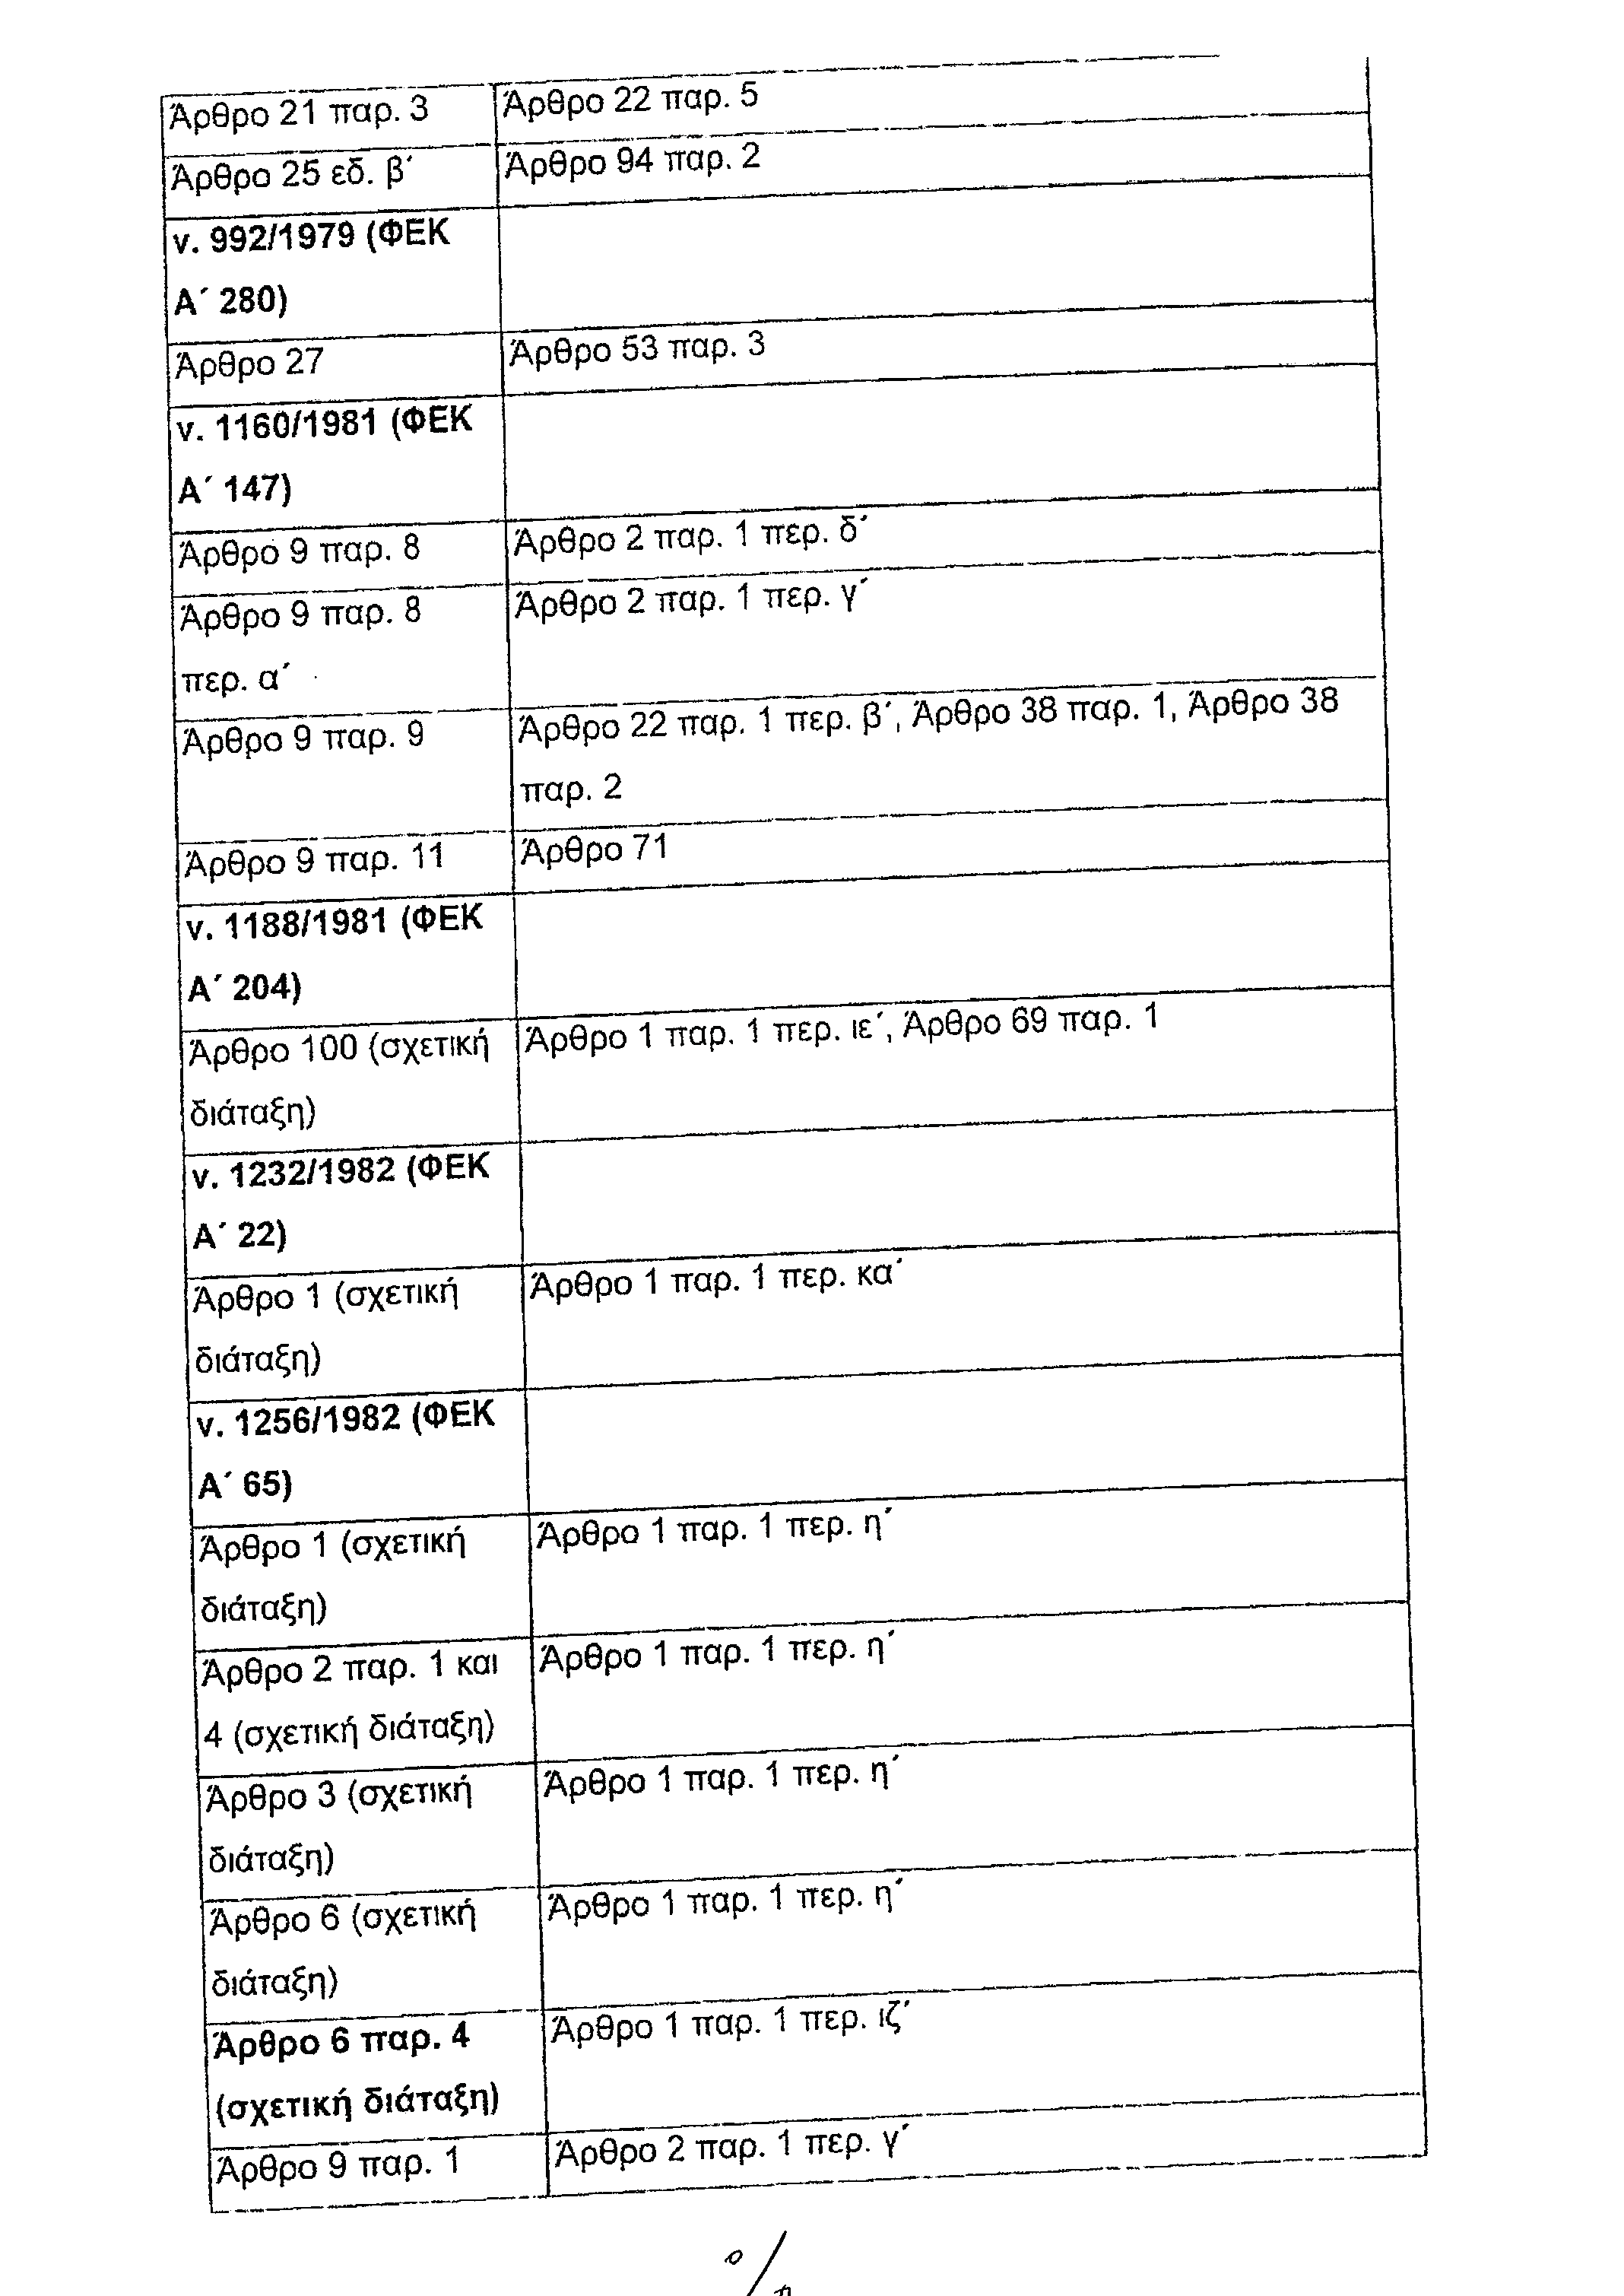 Άρθρο 21 παρ. 3 Άρθρο 22 παρ. 5
Άρθρο 25 εδ. β΄ Άρθρο 94 παρ. 2
ν. 992/1979 (ΦΕΚ
Α΄ 280)
Άρθρο 27 Άρθρο 53 παρ. 3
ν. 1160/1981 (ΦΕΚ
Α΄ 147)
Άρθρο 9 παρ. 8 Άρθρο 2 παρ. 1 περ. δ΄
Άρθρο 9 παρ. 8 Άρθρο 2 παρ. 1 περ. γ΄
περ. α΄
Άρθρο 9 παρ. 9 Άρθρο 22 παρ. 1 περ. β΄, Άρθρο 38 παρ. 1, Άρθρο 38
παρ. 2
Άρθρο 9 παρ. 11 Άρθρο 71
ν. 1188/1981 (ΦΕΚ
Α΄ 204)
Άρθρο 100 (σχετική Άρθρο 1 παρ. 1 περ. ιε΄, Άρθρο 69 παρ. 1
διάταξη)
ν. 1232/1982 (ΦΕΚ
Α΄ 22)
Άρθρο 1 (σχετική Άρθρο 1 παρ. 1 περ. κα΄
διάταξη)
ν. 1256/1982 (ΦΕΚ
Α΄ 65)
Άρθρο 1 (σχετική Άρθρο 1 παρ. 1 περ. η΄
διάταξη)
Άρθρο 2 παρ. 1 και Άρθρο 1 παρ. 1 περ. η΄
4 (σχετική διάταξη)
Άρθρο 3 (σχετική Άρθρο 1 παρ. 1 περ. η΄
διάταξη)
Άρθρο 6 (σχετική Άρθρο 1 παρ. 1 περ. η΄
διάταξη)
Άρθρο 6 παρ. 4 Άρθρο 1 παρ. 1 περ. ιζ΄
(σχετική διάταξη)
Άρθρο 9 παρ. 1 Άρθρο 2 παρ. 1 περ. γ΄